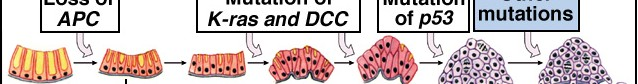 Loss of
APC
Mutation of
K-ras and DCC
Mutation
of p53
Other
mutations